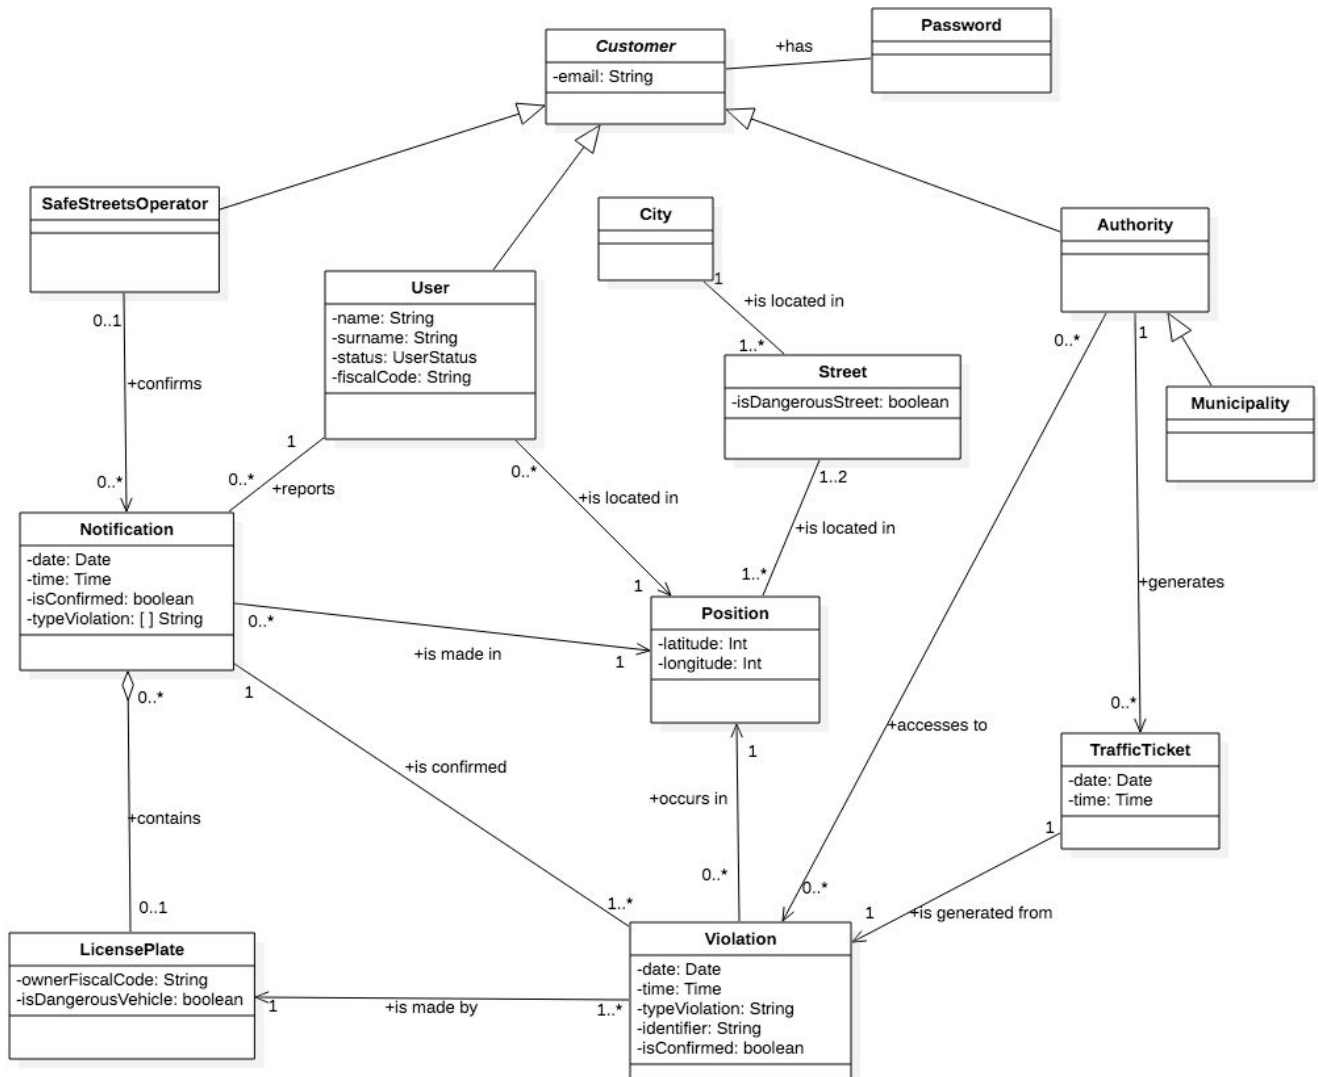 Customer
-email: String
+has
Password
SafeStreetsOperator
City
Authority
User
-name: String
-surname: String
-status: UserStatus
-fiscalCode: String
1
+is located in
1..*
Street
-isDangerousStreet: boolean
0..*
1
Municipality
0..1
+confirms
0..*
1
0..*
+reports
0..*
+is located in
1
1..2
+is located in
1..*
Notification
-date: Date
-time: Time
-isConfirmed: boolean
-typeViolation: [ ] String
0..*
+is made in
1
Position
-latitude: Int
-longitude: Int
+generates
0..*
+accesses to
TrafficTicket
-date: Date
-time: Time
0..*
1
+is confirmed
1..*
1
+occurs in
0..*
0..*
1
+is generated from
1
+contains
0..1
LicensePlate
-ownerFiscalCode: String
-isDangerousVehicle: boolean
1
+is made by
1..*
Violation
-date: Date
-time: Time
-typeViolation: String
-identifier: String
-isConfirmed: boolean